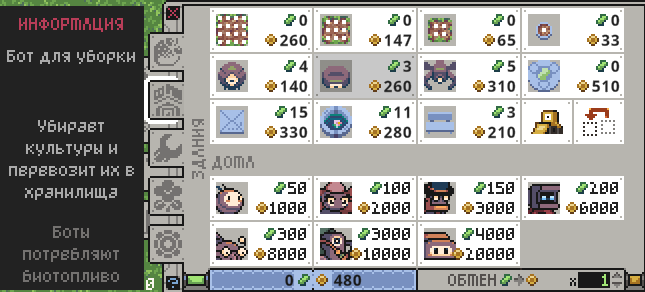 ИНФОРМАЦИЯ
Бот для уборки
Убирает
культуры и
перевозит их в
хранилища
Боты
потребляют
биотопливо
ЗДАНИЯ
0 0 0 0
260 147 65 33
4 3 5 0
140 260 310 510
15 11 3
330 280 210
ДОТА
50 100 150 200
1000 2000 3000 6000
300 3000 4000
8000 10000 20000
0
0 480 ОБМЕН x 1